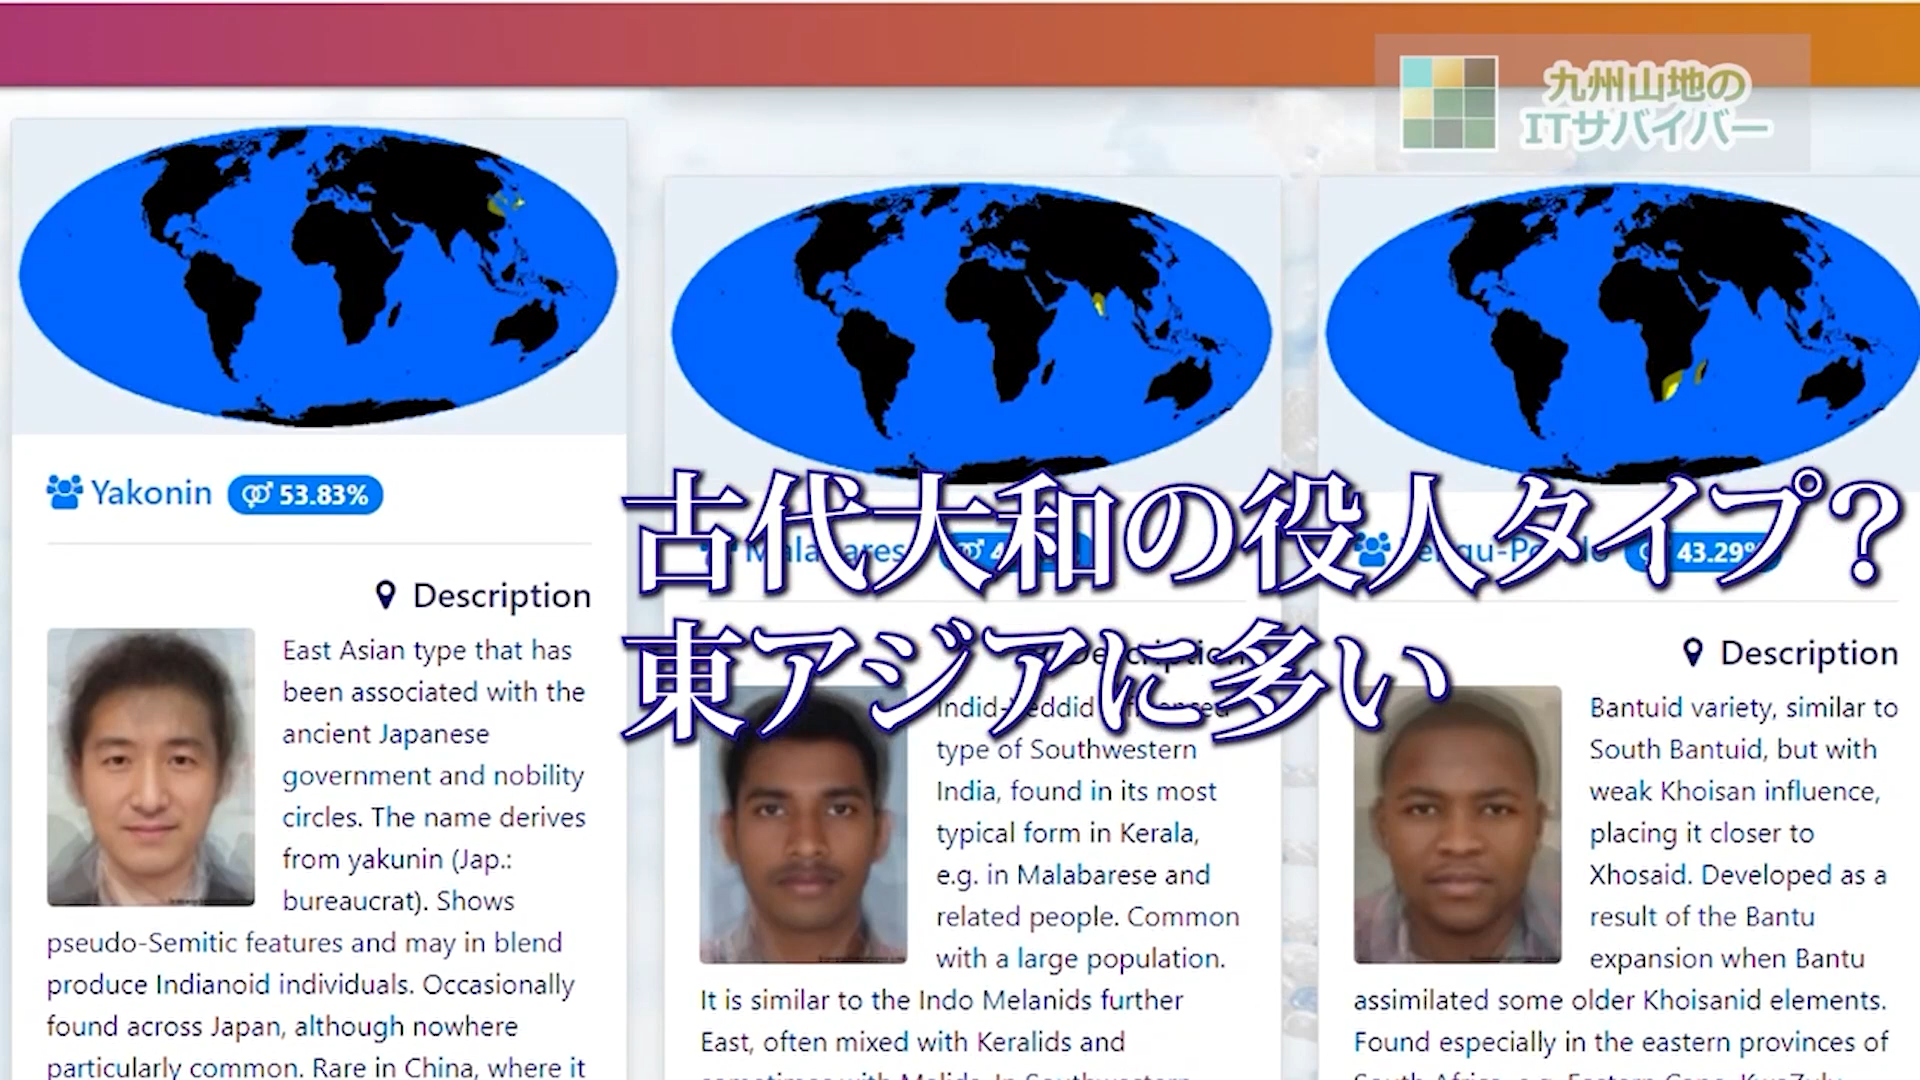 九州山地の
ITサバイバー
古代大和の役人タイプ？
東アジアに多い
Yakonin 53.83%
Description
East Asian type that has
been associated with the
ancient Japanese
government and nobility
circles. The name derives
from yakunin (Jap.:
bureaucrat). Shows
pseudo-Semitic features and may in blend
produce Indianoid individuals. Occasionally
found across Japan, although nowhere
particularly common. Rare in China, where it
Description
type of Southwestern
India, found in its most
typical form in Kerala,
e.g. in Malabarese and
related people. Common
with a large population.
It is similar to the Indo Melanids further
East, often mixed with Keralids and
43.29%
Description
Bantuid variety, similar to
South Bantuid, but with
weak Khoisan influence,
placing it closer to
Xhosaid. Developed as a
result of the Bantu
expansion when Bantu
assimilated some older Khoisanid elements.
Found especially in the eastern provinces of